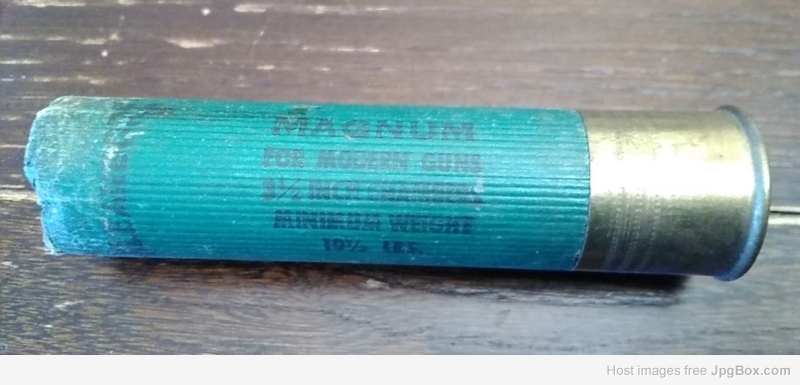 MAGNUM
FOR MODERN GUNS
3½ INCH CHAMBERS
MINIMUM WEIGHT
10½ LBS.
Host images free JpgBox.com